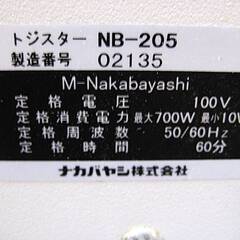 トジスター NB-205
製造番号 02135
M-Nakabayashi
定格電圧 100V
定格消費電力 最大700W 最小10W
定格周波数 50/60Hz
定格時間 60分
ナカバヤシ株式会社